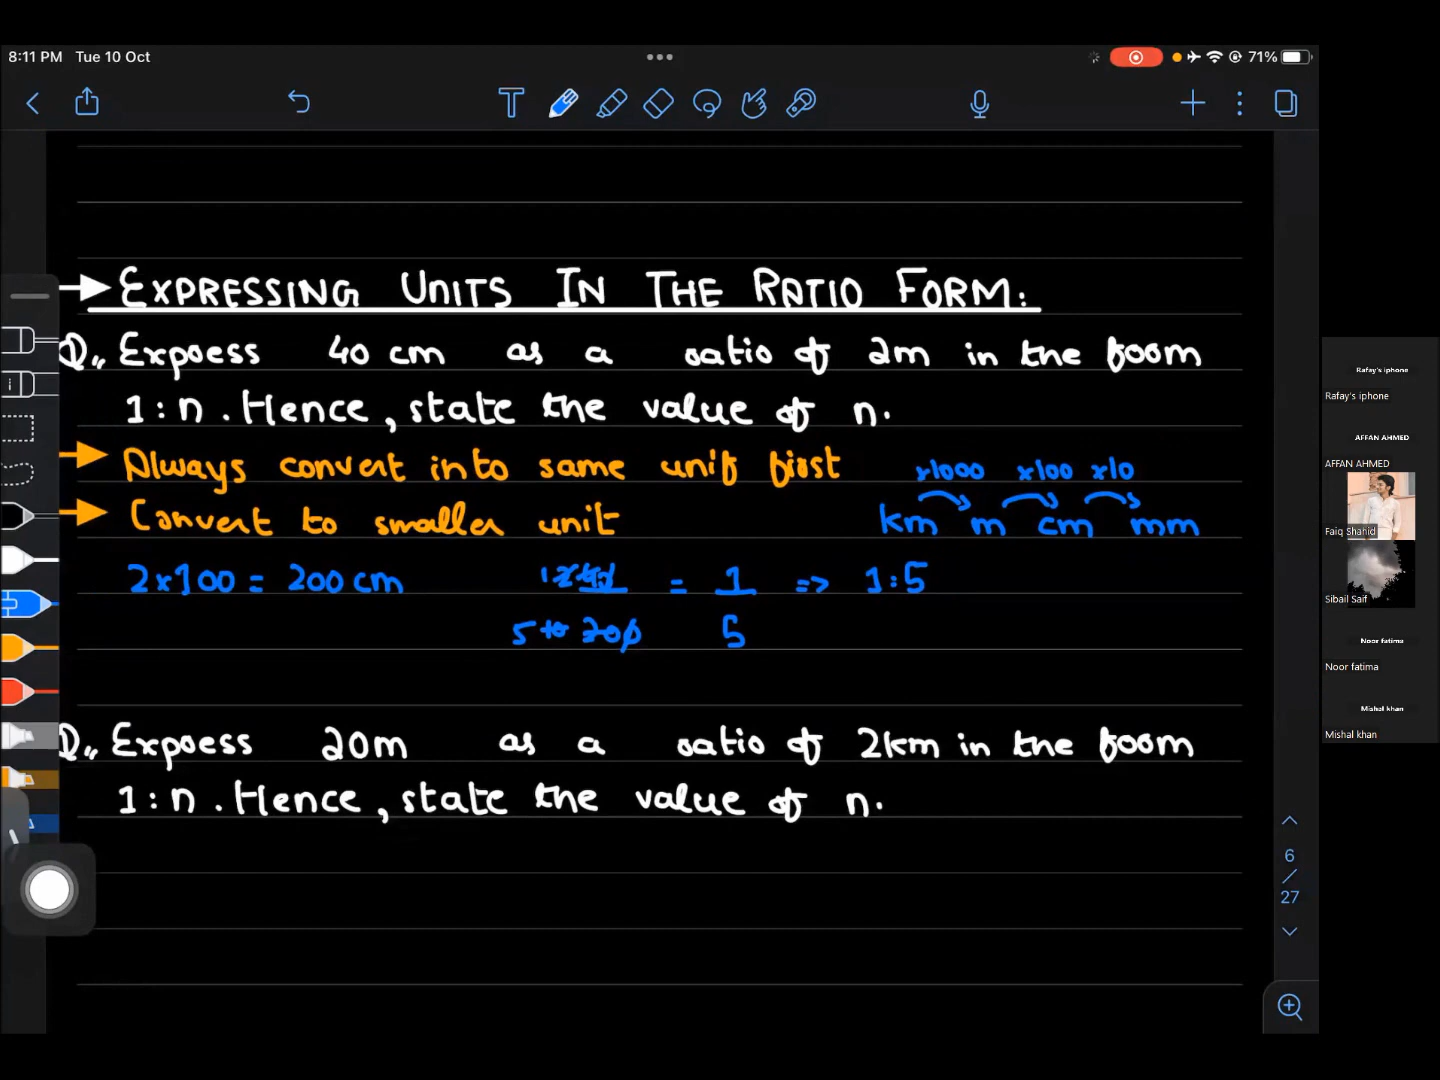 8:11 PM Tue 10 Oct
71%
EXPRESSING UNITS IN THE RATIO FORM:
Q,, Express 40 cm as a ratio of 2m in the form
1:n. Hence, state the value of n.
Always convert into same unit first
Convert to smaller unit
x1000 x100 x10
km m cm mm
2x100 = 200 cm
= 1/5 => 1:5
Q,, Express 20m as a ratio of 2km in the form
1:n. Hence, state the value of n.
6
/
27
Rafay's iphone
Rafay's iphone
AFFAN AHMED
AFFAN AHMED
Faiq Shahid
Sibail Saif
Noor fatima
Noor fatima
Mishal khan
Mishal khan